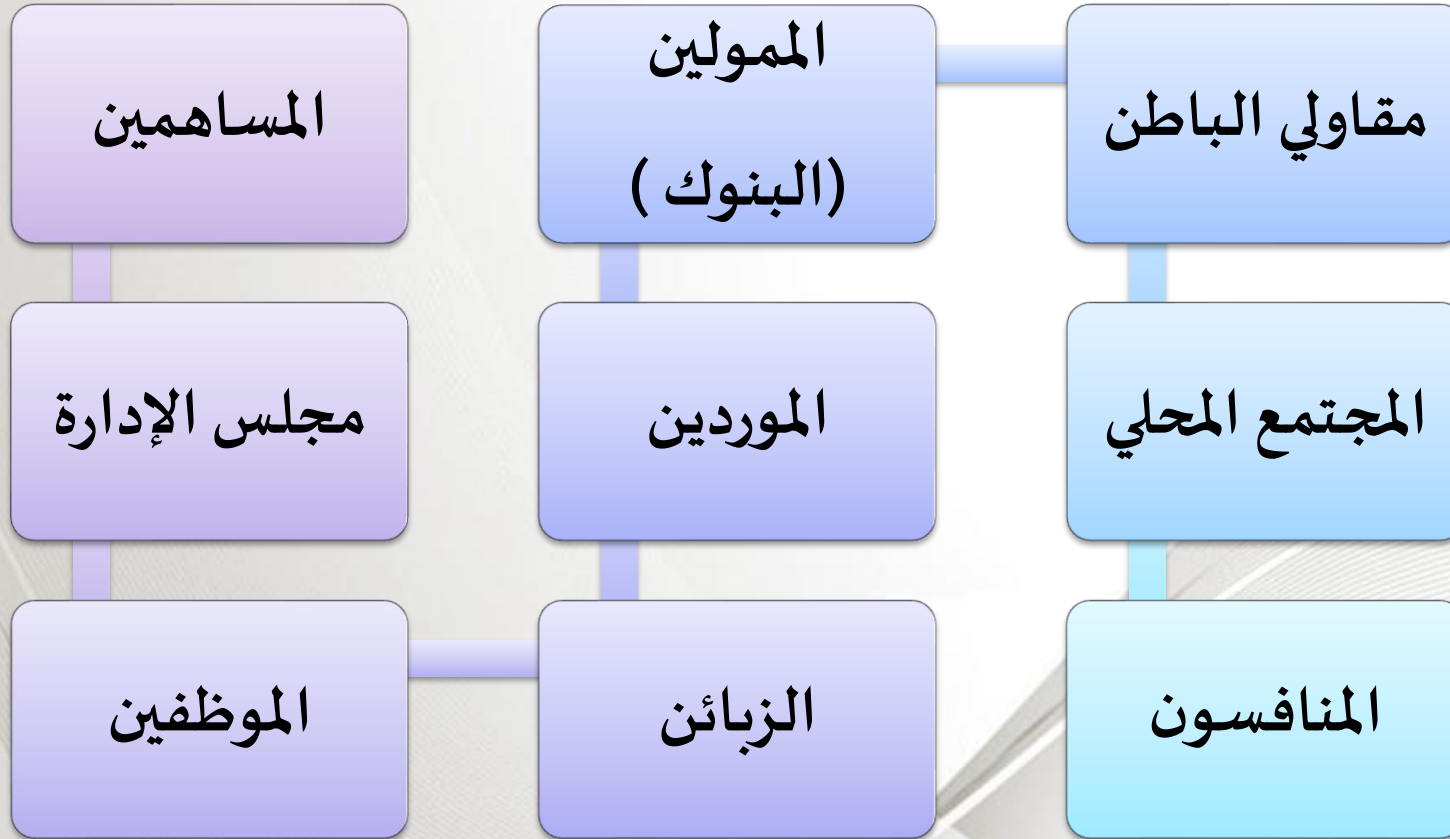 المساهمين
مجلس الإدارة
الموظفين
الزبائن
الموردين
الممولين
(البنوك )
مقاولي الباطن
المجتمع المحلي
المنافسون